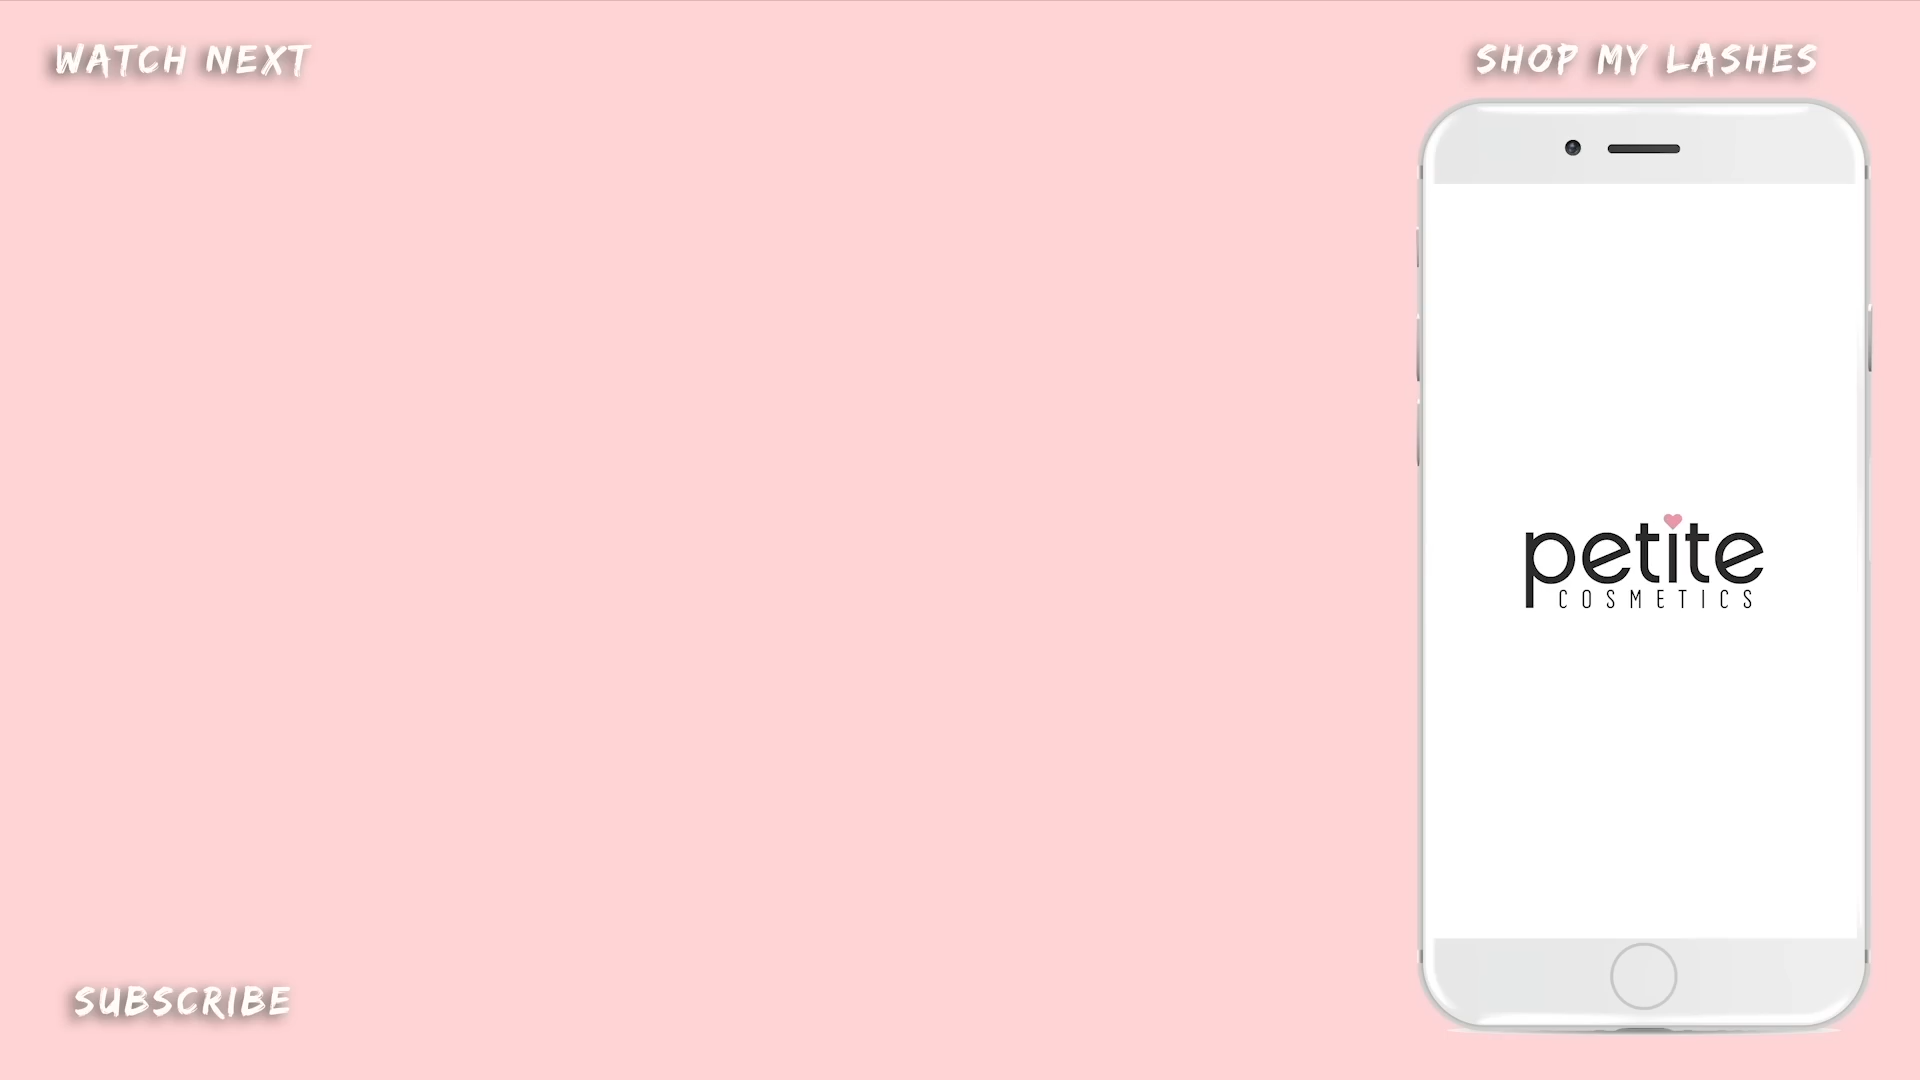 WATCH NEXT
SHOP MY LASHES
petite
COSMETICS
SUBSCRIBE